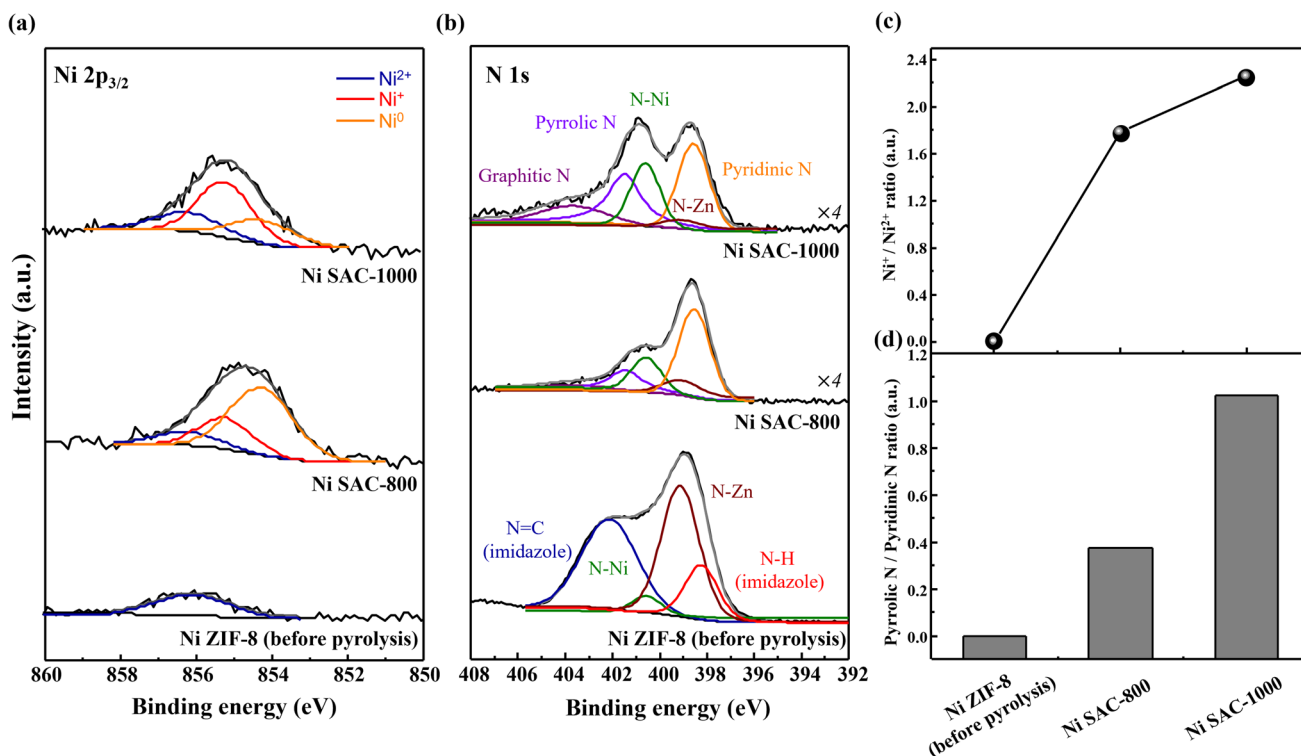 (a)
Ni 2p3/2
Ni2+
Ni+
Ni0
Ni SAC-1000
Ni SAC-800
Ni ZIF-8 (before pyrolysis)
Intensity (a.u.)
860 858 856 854 852 850
Binding energy (eV)
(b)
N 1s
N-Ni
Pyrrolic N
Graphitic N
Pyridinic N
N-Zn
×4
Ni SAC-1000
×4
Ni SAC-800
N-Zn
N=C
(imidazole)
N-Ni
N-H
(imidazole)
Ni ZIF-8 (before pyrolysis)
408 406 404 402 400 398 396 394 392
Binding energy (eV)
(c)
2.4
2.0
1.6
1.2
0.8
0.4
0.0
Ni+ / Ni2+ ratio (a.u.)
(d)
1.2
1.0
0.8
0.6
0.4
0.2
0.0
Pyrrolic N / Pyridinic N ratio (a.u.)
Ni ZIF-8
(before pyrolysis)
Ni SAC-800
Ni SAC-1000